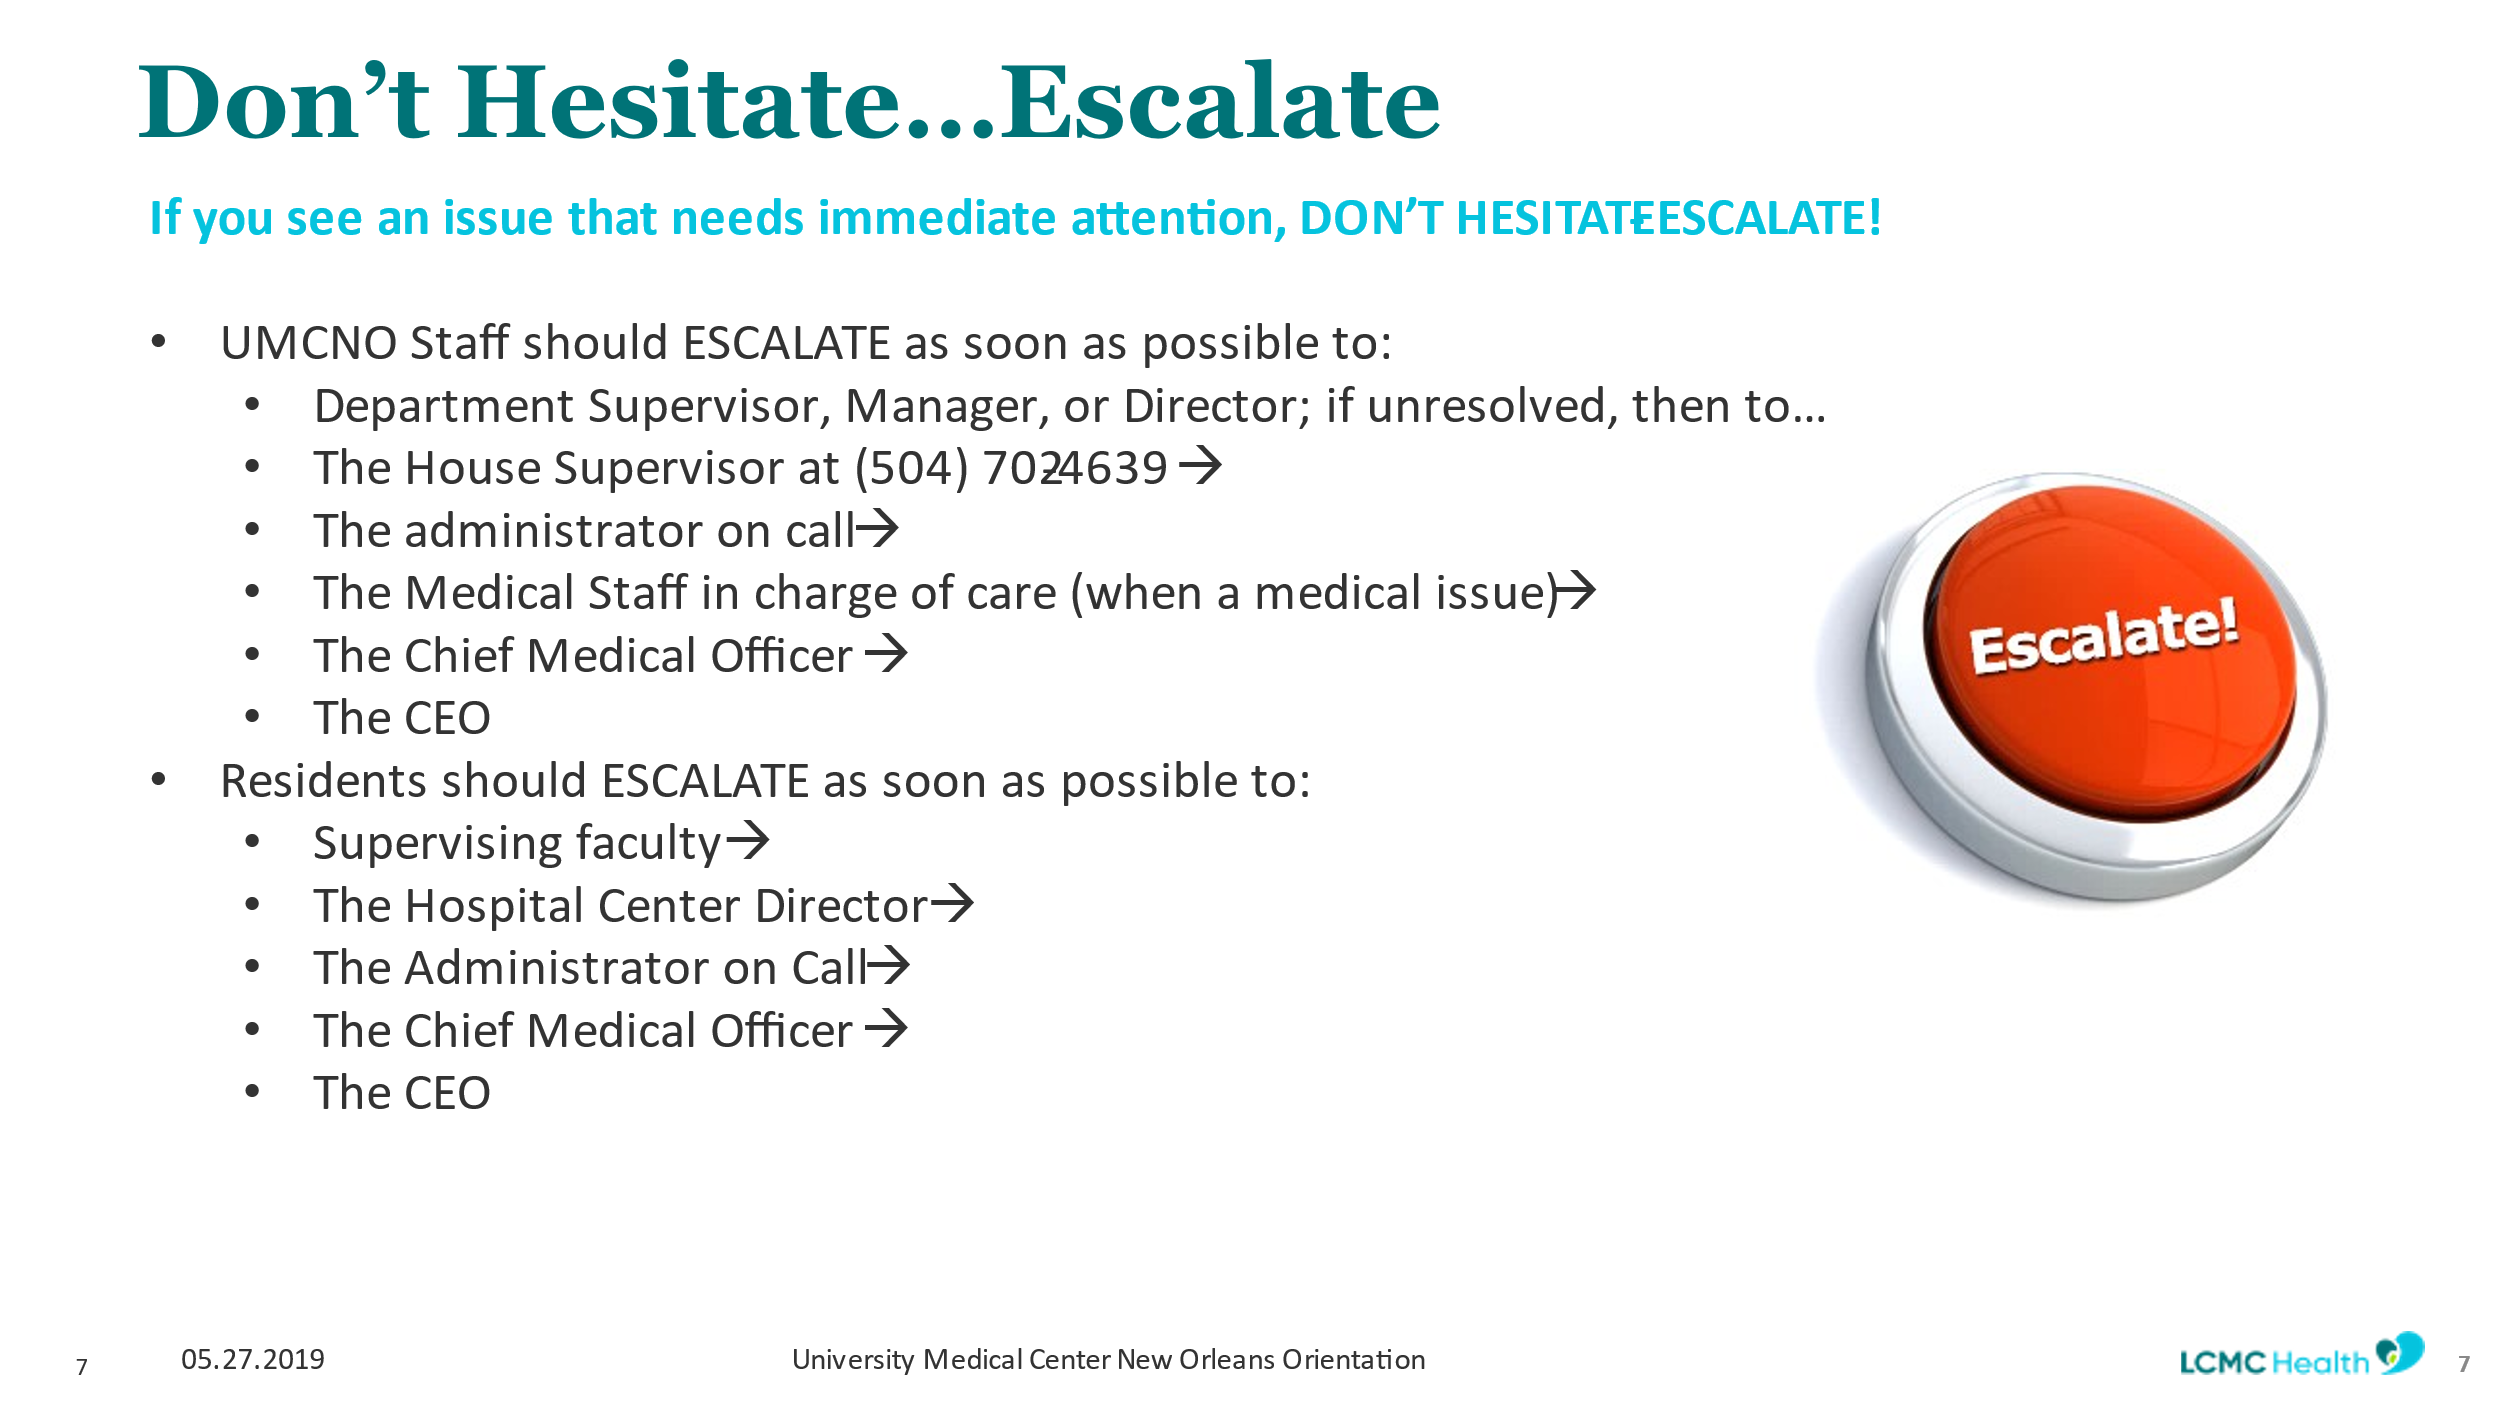 Don’t Hesitate…Escalate
If you see an issue that needs immediate attention, DON’T HESITATE-ESCALATE!
• UMCNO Staff should ESCALATE as soon as possible to:
• Department Supervisor, Manager, or Director; if unresolved, then to…
• The House Supervisor at (504) 702-4639 →
• The administrator on call→
• The Medical Staff in charge of care (when a medical issue)→
• The Chief Medical Officer →
• The CEO
• Residents should ESCALATE as soon as possible to:
• Supervising faculty→
• The Hospital Center Director→
• The Administrator on Call→
• The Chief Medical Officer →
• The CEO
Escalate!
7 05.27.2019 University Medical Center New Orleans Orientation LCMC Health 7